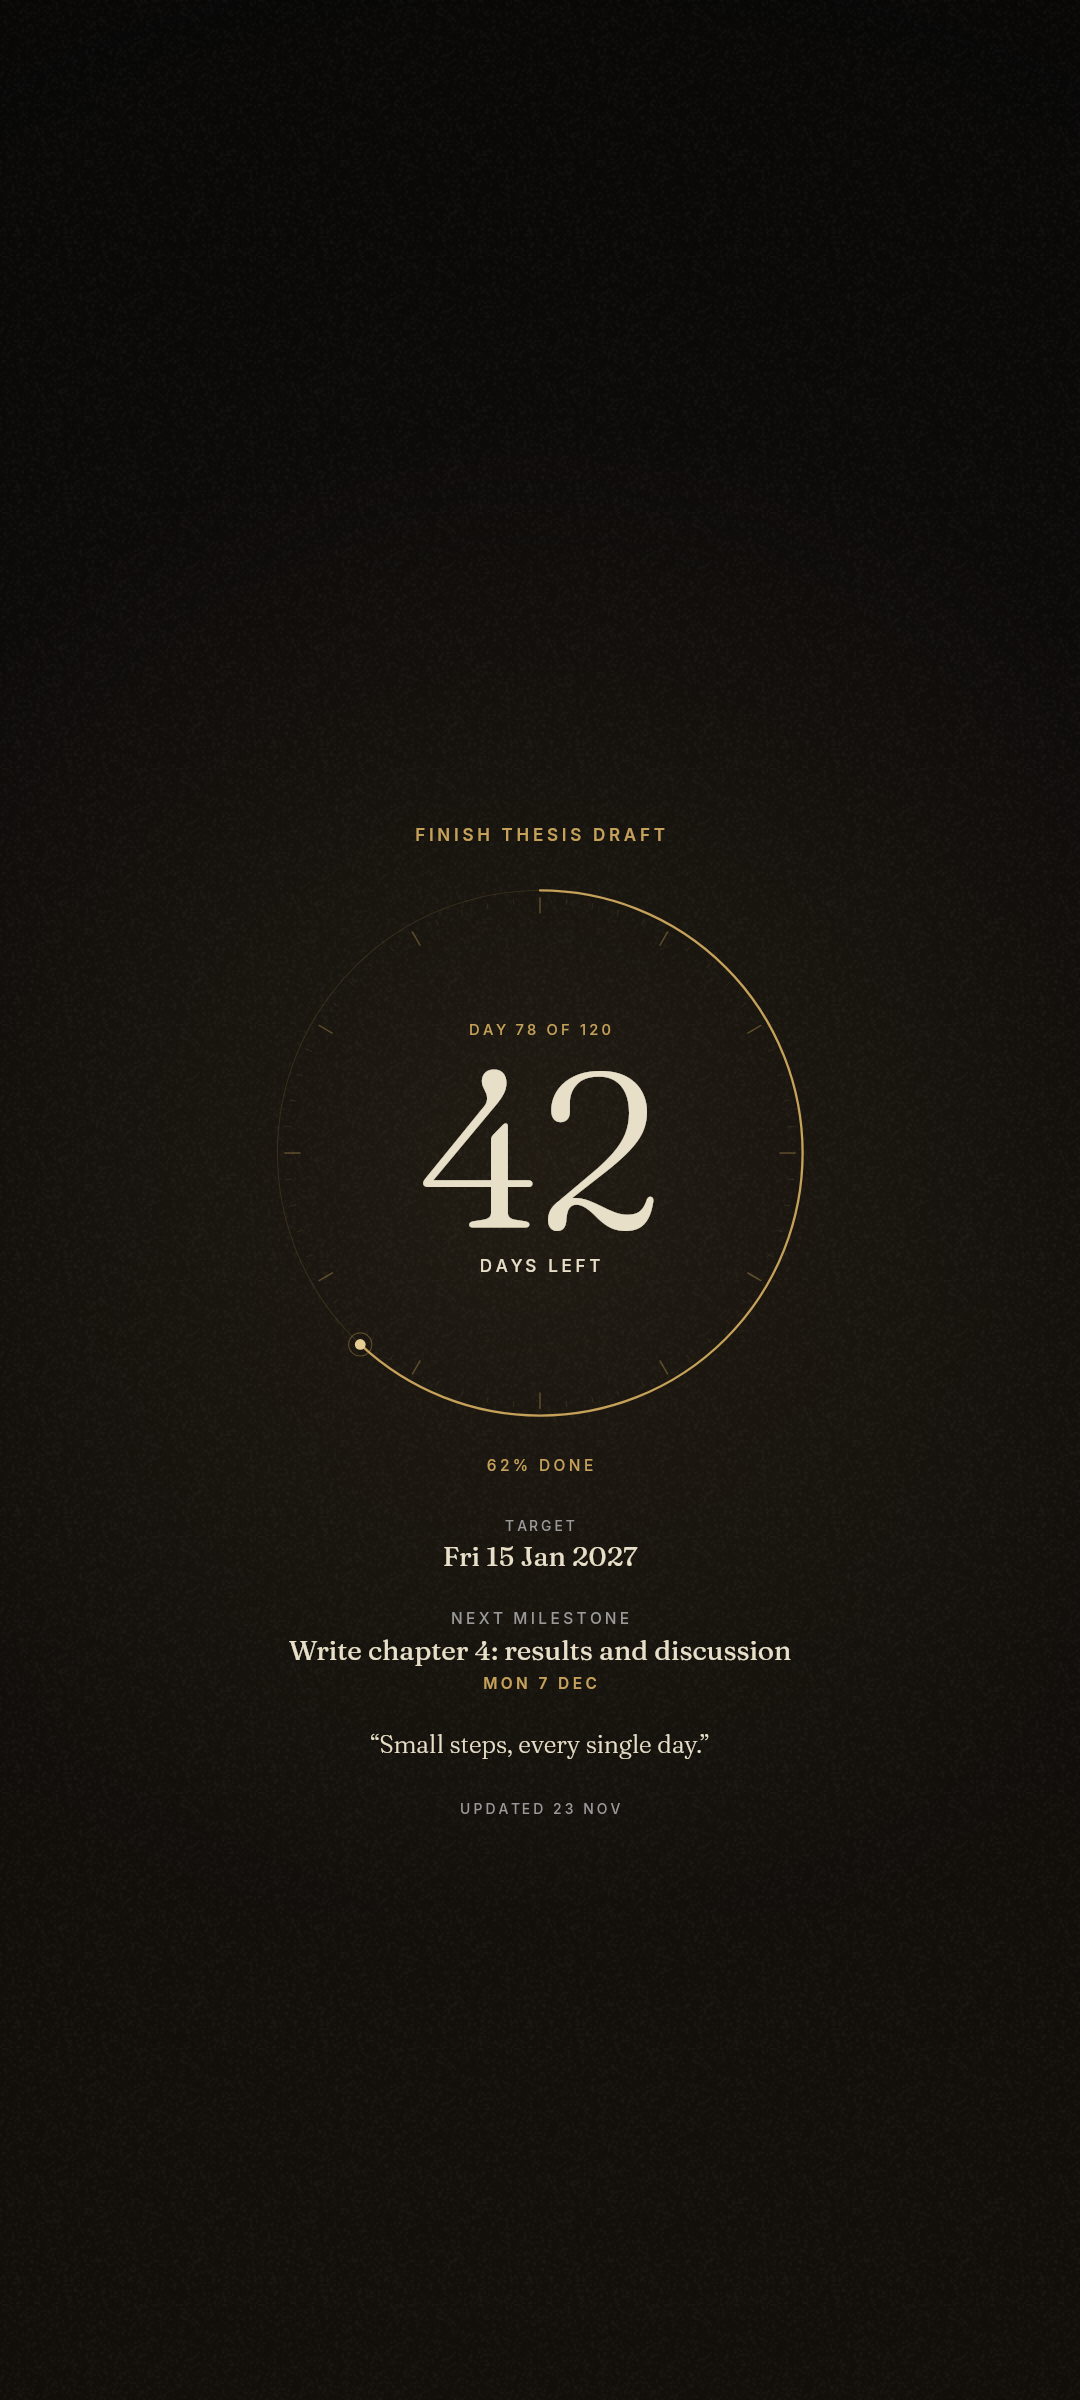 FINISH THESIS DRAFT
DAY 78 OF 120
42
DAYS LEFT
62% DONE
TARGET
Fri 15 Jan 2027
NEXT MILESTONE
Write chapter 4: results and discussion
MON 7 DEC
“Small steps, every single day.”
UPDATED 23 NOV